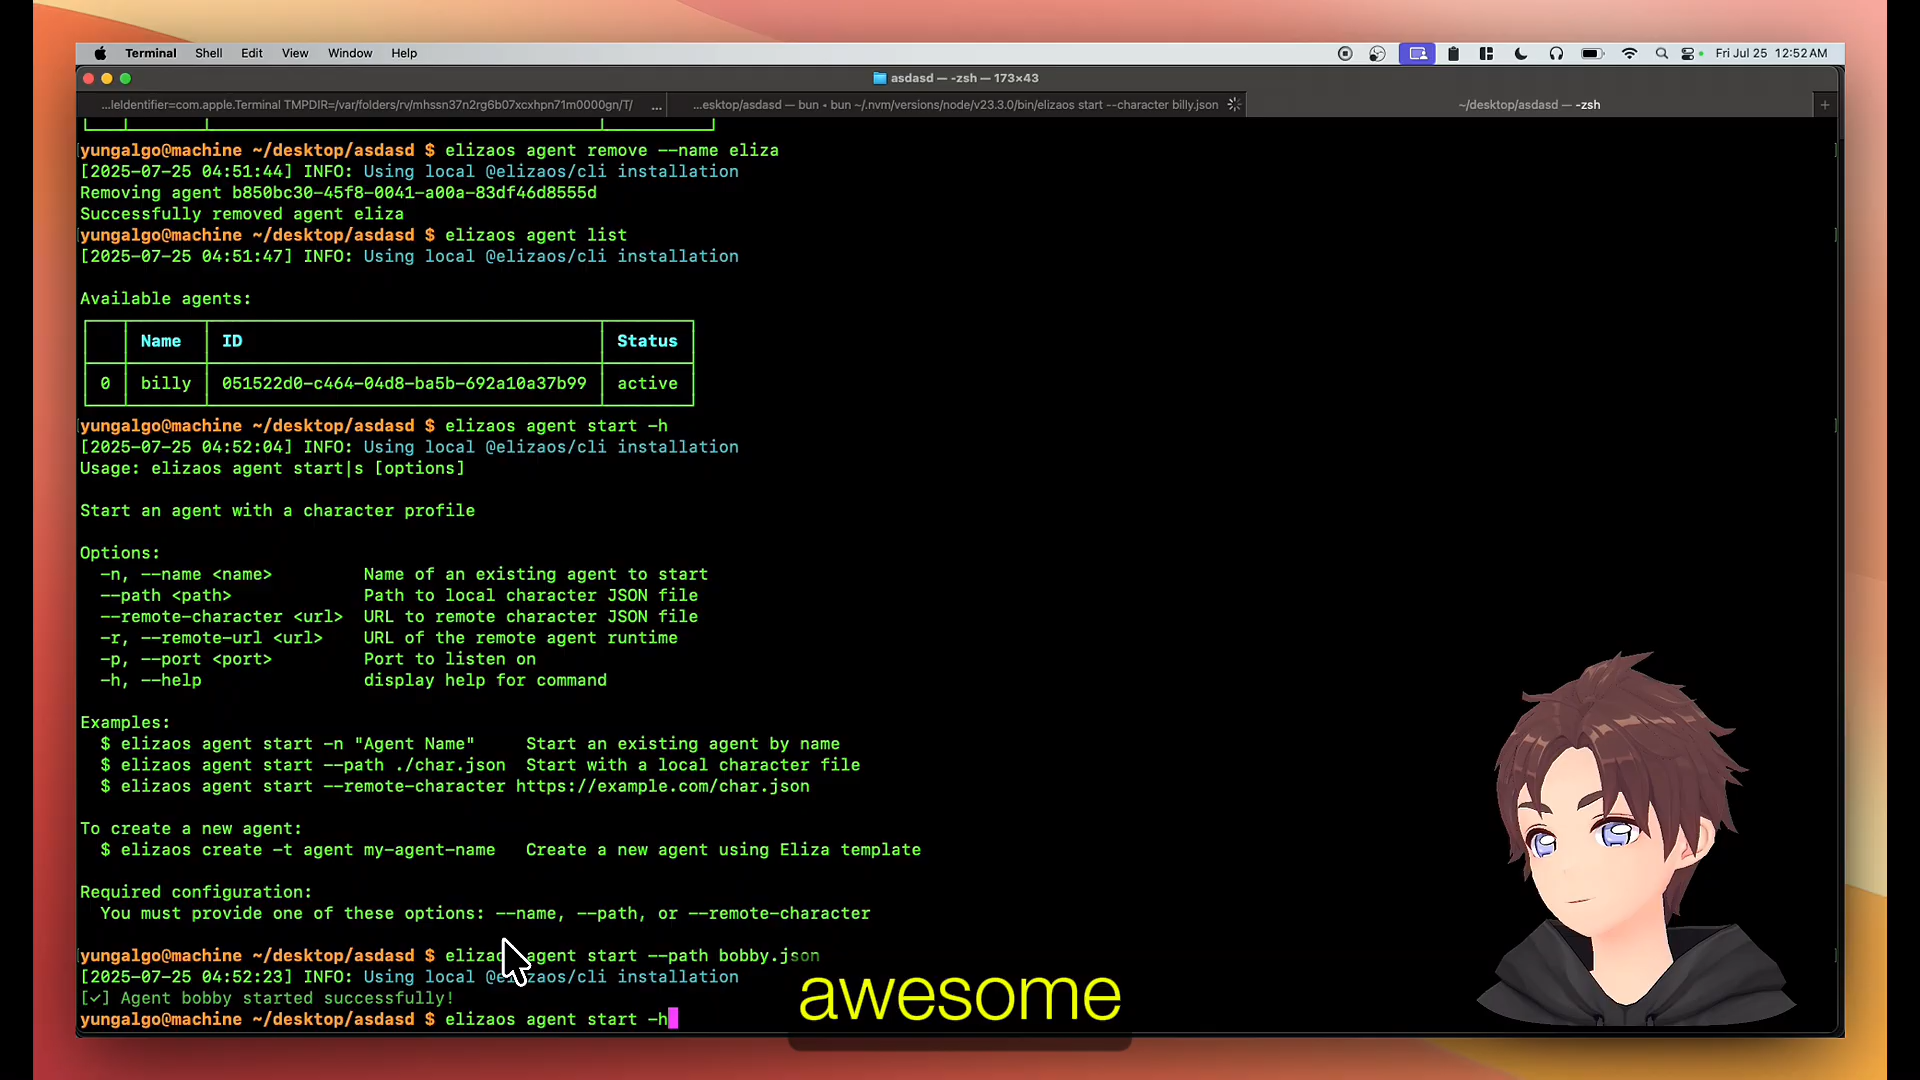 Terminal Shell Edit View Window Help Fri Jul 25 12:52 AM
asdasd — -zsh — 173×43
...leIdentifier=com.apple.Terminal TMPDIR=/var/folders/rv/mhssn37n2rg6b07xcxhpn71m0000gn/T/ ... ...esktop/asdasd — bun • bun ~/.nvm/versions/node/v23.3.0/bin/elizaos start --character billy.json ~/desktop/asdasd — -zsh +
yungalgo@machine ~/desktop/asdasd $ elizaos agent remove --name eliza
[2025-07-25 04:51:44] INFO: Using local @elizaos/cli installation
Removing agent b850bc30-45f8-0041-a00a-83df46d8555d
Successfully removed agent eliza
yungalgo@machine ~/desktop/asdasd $ elizaos agent list
[2025-07-25 04:51:47] INFO: Using local @elizaos/cli installation
Available agents:
Name ID Status
0 billy 051522d0-c464-04d8-ba5b-692a10a37b99 active
yungalgo@machine ~/desktop/asdasd $ elizaos agent start -h
[2025-07-25 04:52:04] INFO: Using local @elizaos/cli installation
Usage: elizaos agent start|s [options]
Start an agent with a character profile
Options:
-n, --name <name> Name of an existing agent to start
--path <path> Path to local character JSON file
--remote-character <url> URL to remote character JSON file
-r, --remote-url <url> URL of the remote agent runtime
-p, --port <port> Port to listen on
-h, --help display help for command
Examples:
$ elizaos agent start -n "Agent Name" Start an existing agent by name
$ elizaos agent start --path ./char.json Start with a local character file
$ elizaos agent start --remote-character https://example.com/char.json
To create a new agent:
$ elizaos create -t agent my-agent-name Create a new agent using Eliza template
Required configuration:
You must provide one of these options: --name, --path, or --remote-character
yungalgo@machine ~/desktop/asdasd $ elizaos agent start --path bobby.json
[2025-07-25 04:52:23] INFO: Using local @elizaos/cli installation
[✓] Agent bobby started successfully!
yungalgo@machine ~/desktop/asdasd $ elizaos agent start -h
awesome